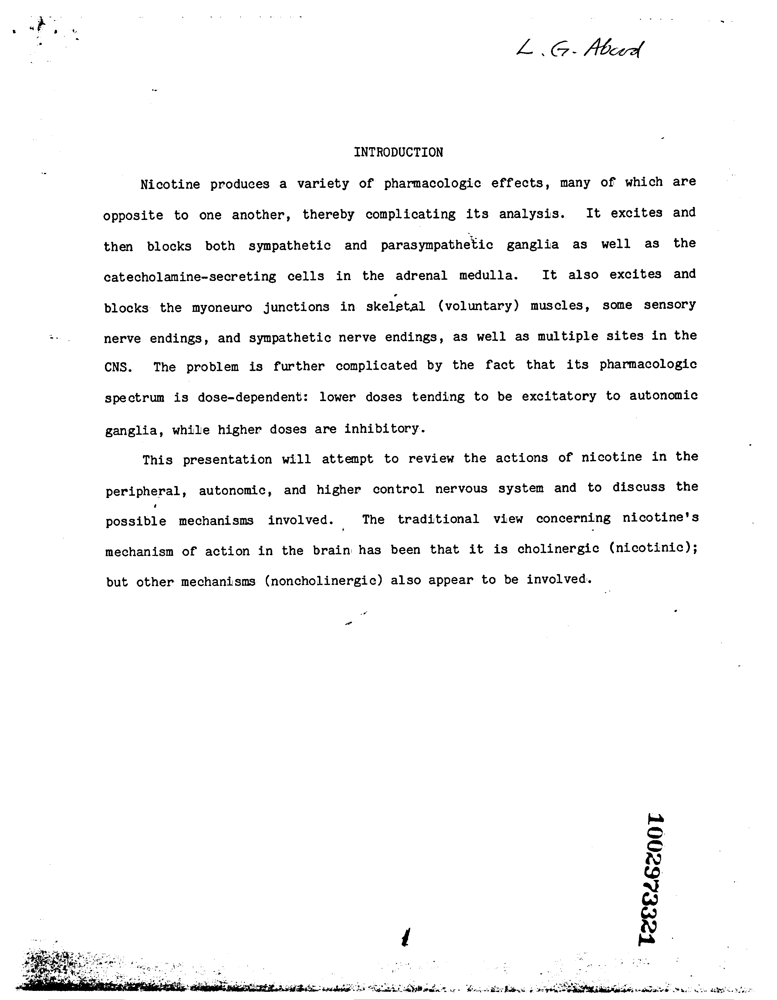 L. G. Abood
INTRODUCTION
Nicotine produces a variety of pharmacologic effects, many of which are
opposite to one another, thereby complicating its analysis. It excites and
then blocks both sympathetic and parasympathetic ganglia as well as the
catecholamine-secreting cells in the adrenal medulla. It also excites and
blocks the myoneuro junctions in skeletal (voluntary) muscles, some sensory
nerve endings, and sympathetic nerve endings, as well as multiple sites in the
CNS. The problem is further complicated by the fact that its pharmacologic
spectrum is dose-dependent: lower doses tending to be excitatory to autonomic
ganglia, while higher doses are inhibitory.
This presentation will attempt to review the actions of nicotine in the
peripheral, autonomic, and higher control nervous system and to discuss the
possible mechanisms involved. The traditional view concerning nicotine's
mechanism of action in the brain has been that it is cholinergic (nicotinic);
but other mechanisms (noncholinergic) also appear to be involved.
1002973321
1